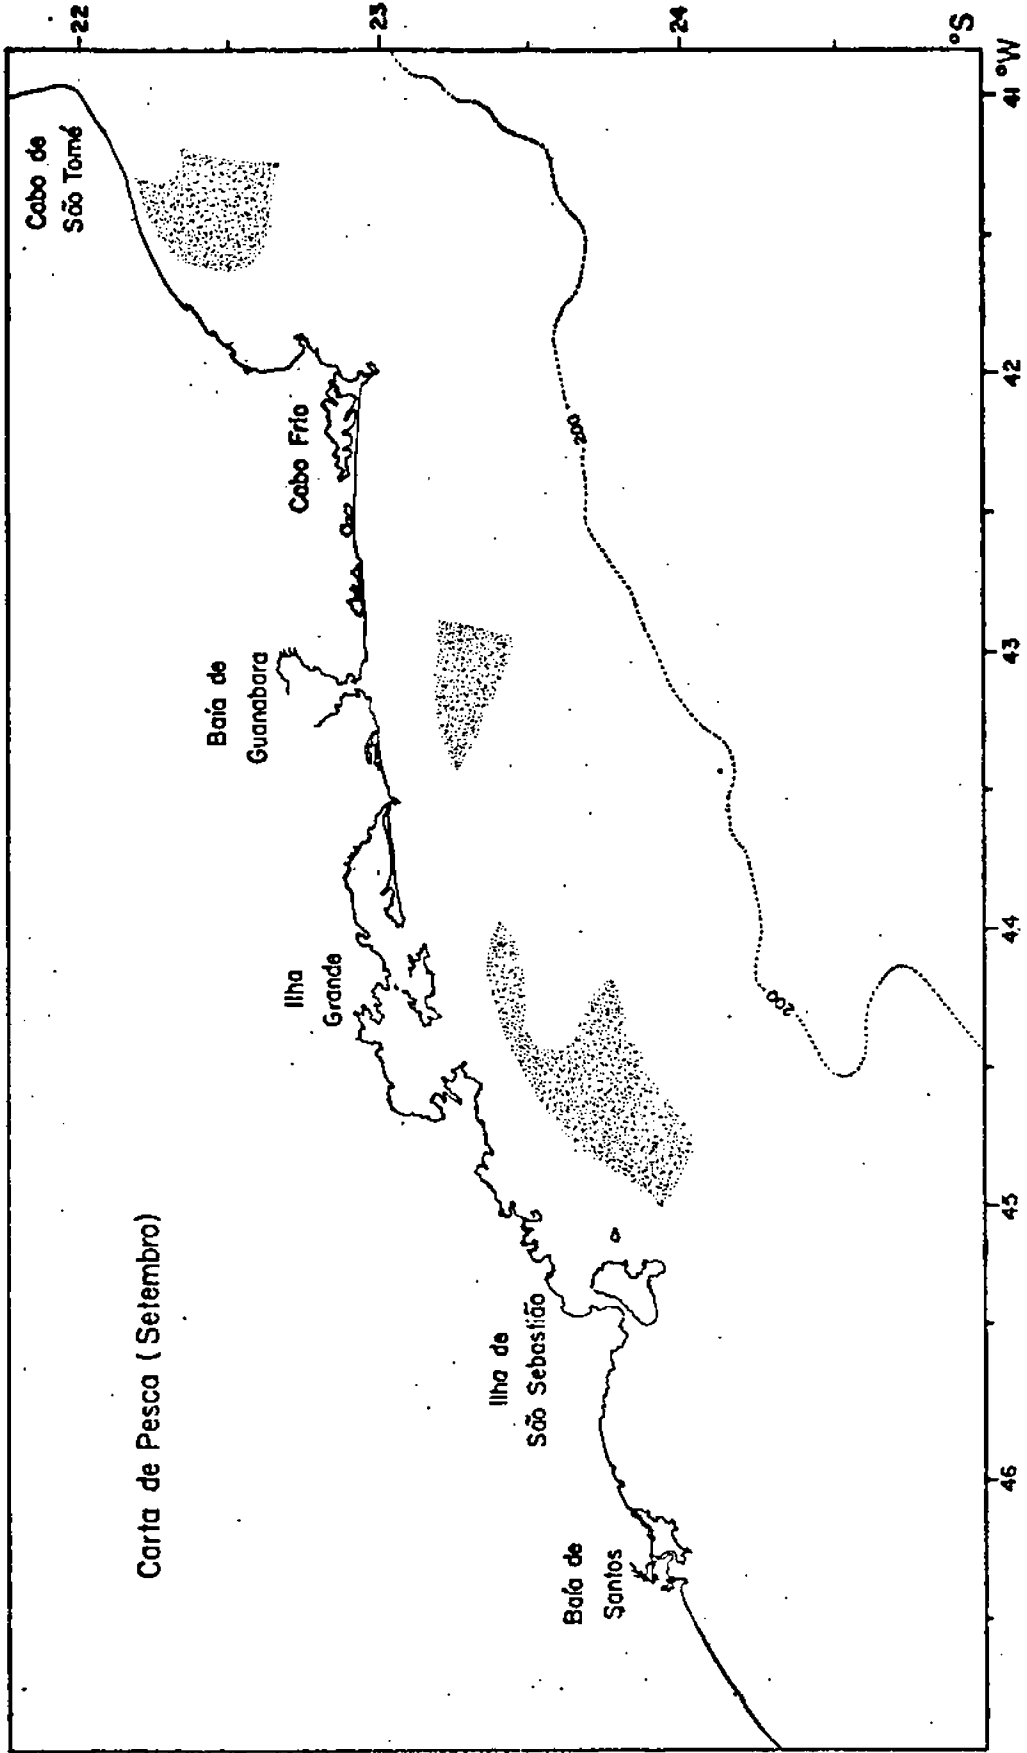 Carta de Pesca (Setembro)
Cabo de
São Tomé
Cabo Frio
Baía de
Guanabara
Ilha
Grande
Ilha de
São Sebastião
Baía de
Santos
200
200
22
23
24
°S
46
45
44
43
42
41 °W